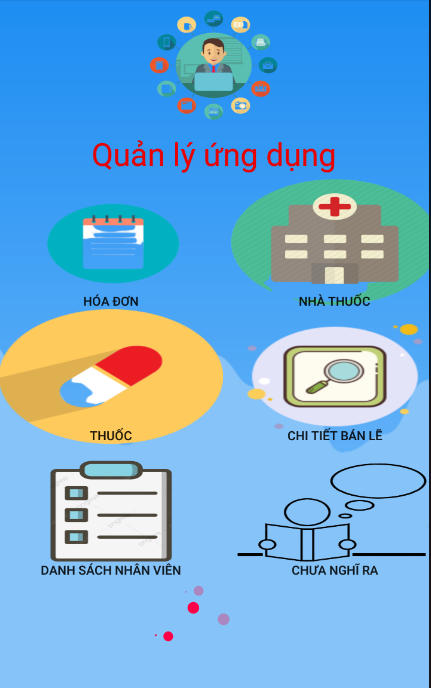 Quản lý ứng dụng
HÓA ĐƠN
NHÀ THUỐC
THUỐC
CHI TIẾT BÁN LẼ
DANH SÁCH NHÂN VIÊN
CHƯA NGHĨ RA